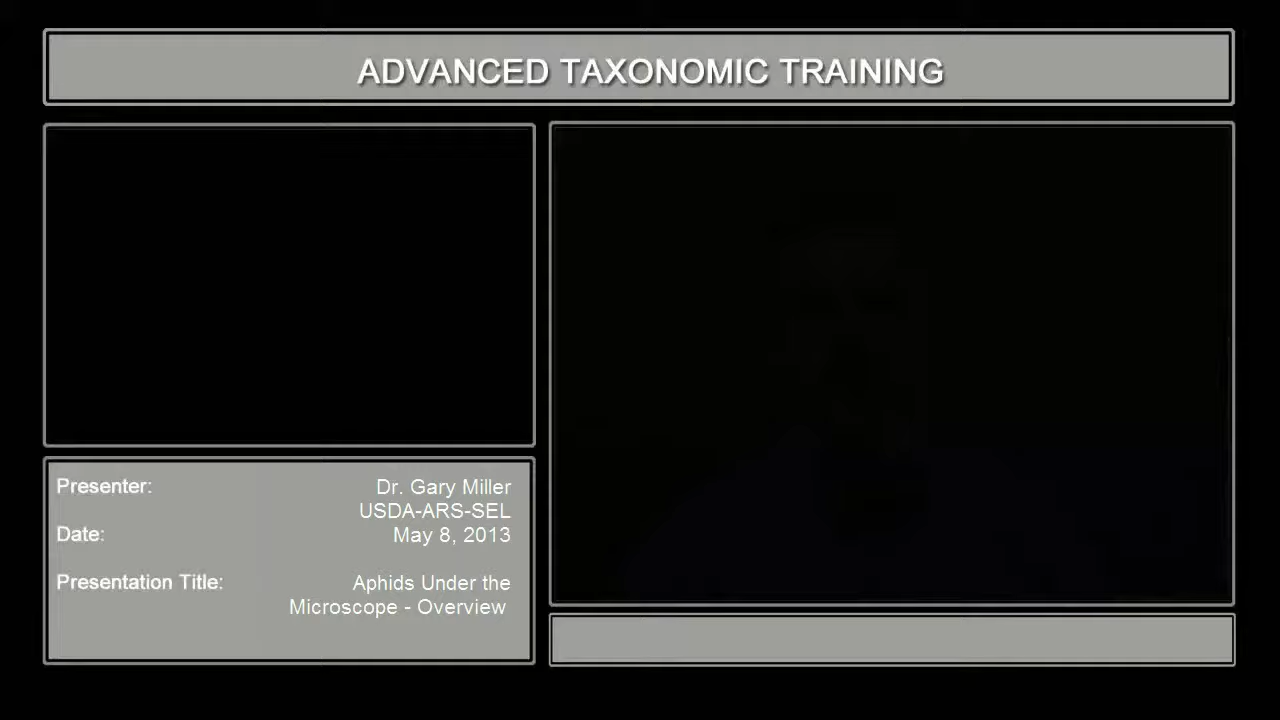 ADVANCED TAXONOMIC TRAINING
Presenter: Dr. Gary Miller
USDA-ARS-SEL
Date: May 8, 2013
Presentation Title: Aphids Under the
Microscope - Overview